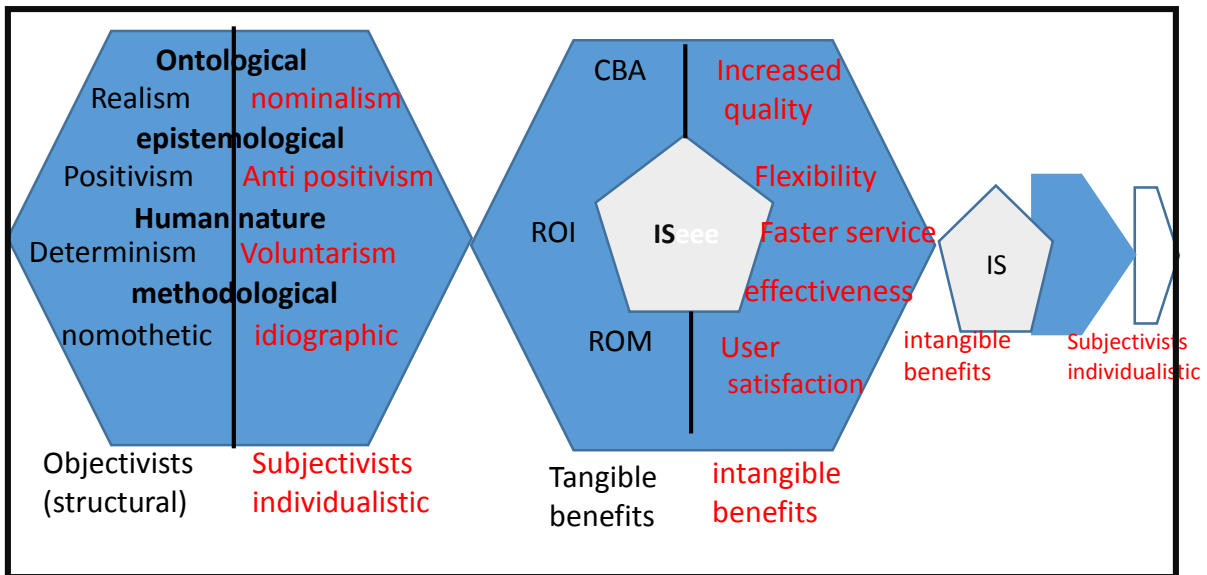 Ontological
Realism nominalism
epistemological
Positivism Anti positivism
Human nature
Determinism Voluntarism
methodological
nomothetic idiographic
Objectivists Subjectivists
(structural) individualistic
CBA Increased
quality
Flexibility
ROI ISeee Faster service
effectiveness
ROM User
satisfaction
Tangible intangible
benefits benefits
IS
intangible
benefits
Subjectivists
individualistic